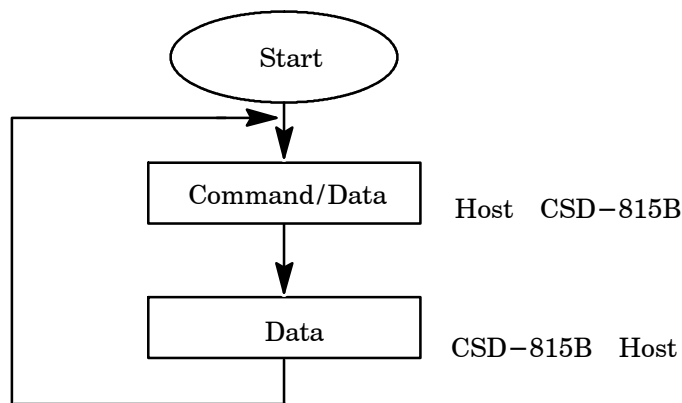 Start
Command/Data
Host CSD−815B
Data
CSD−815B Host